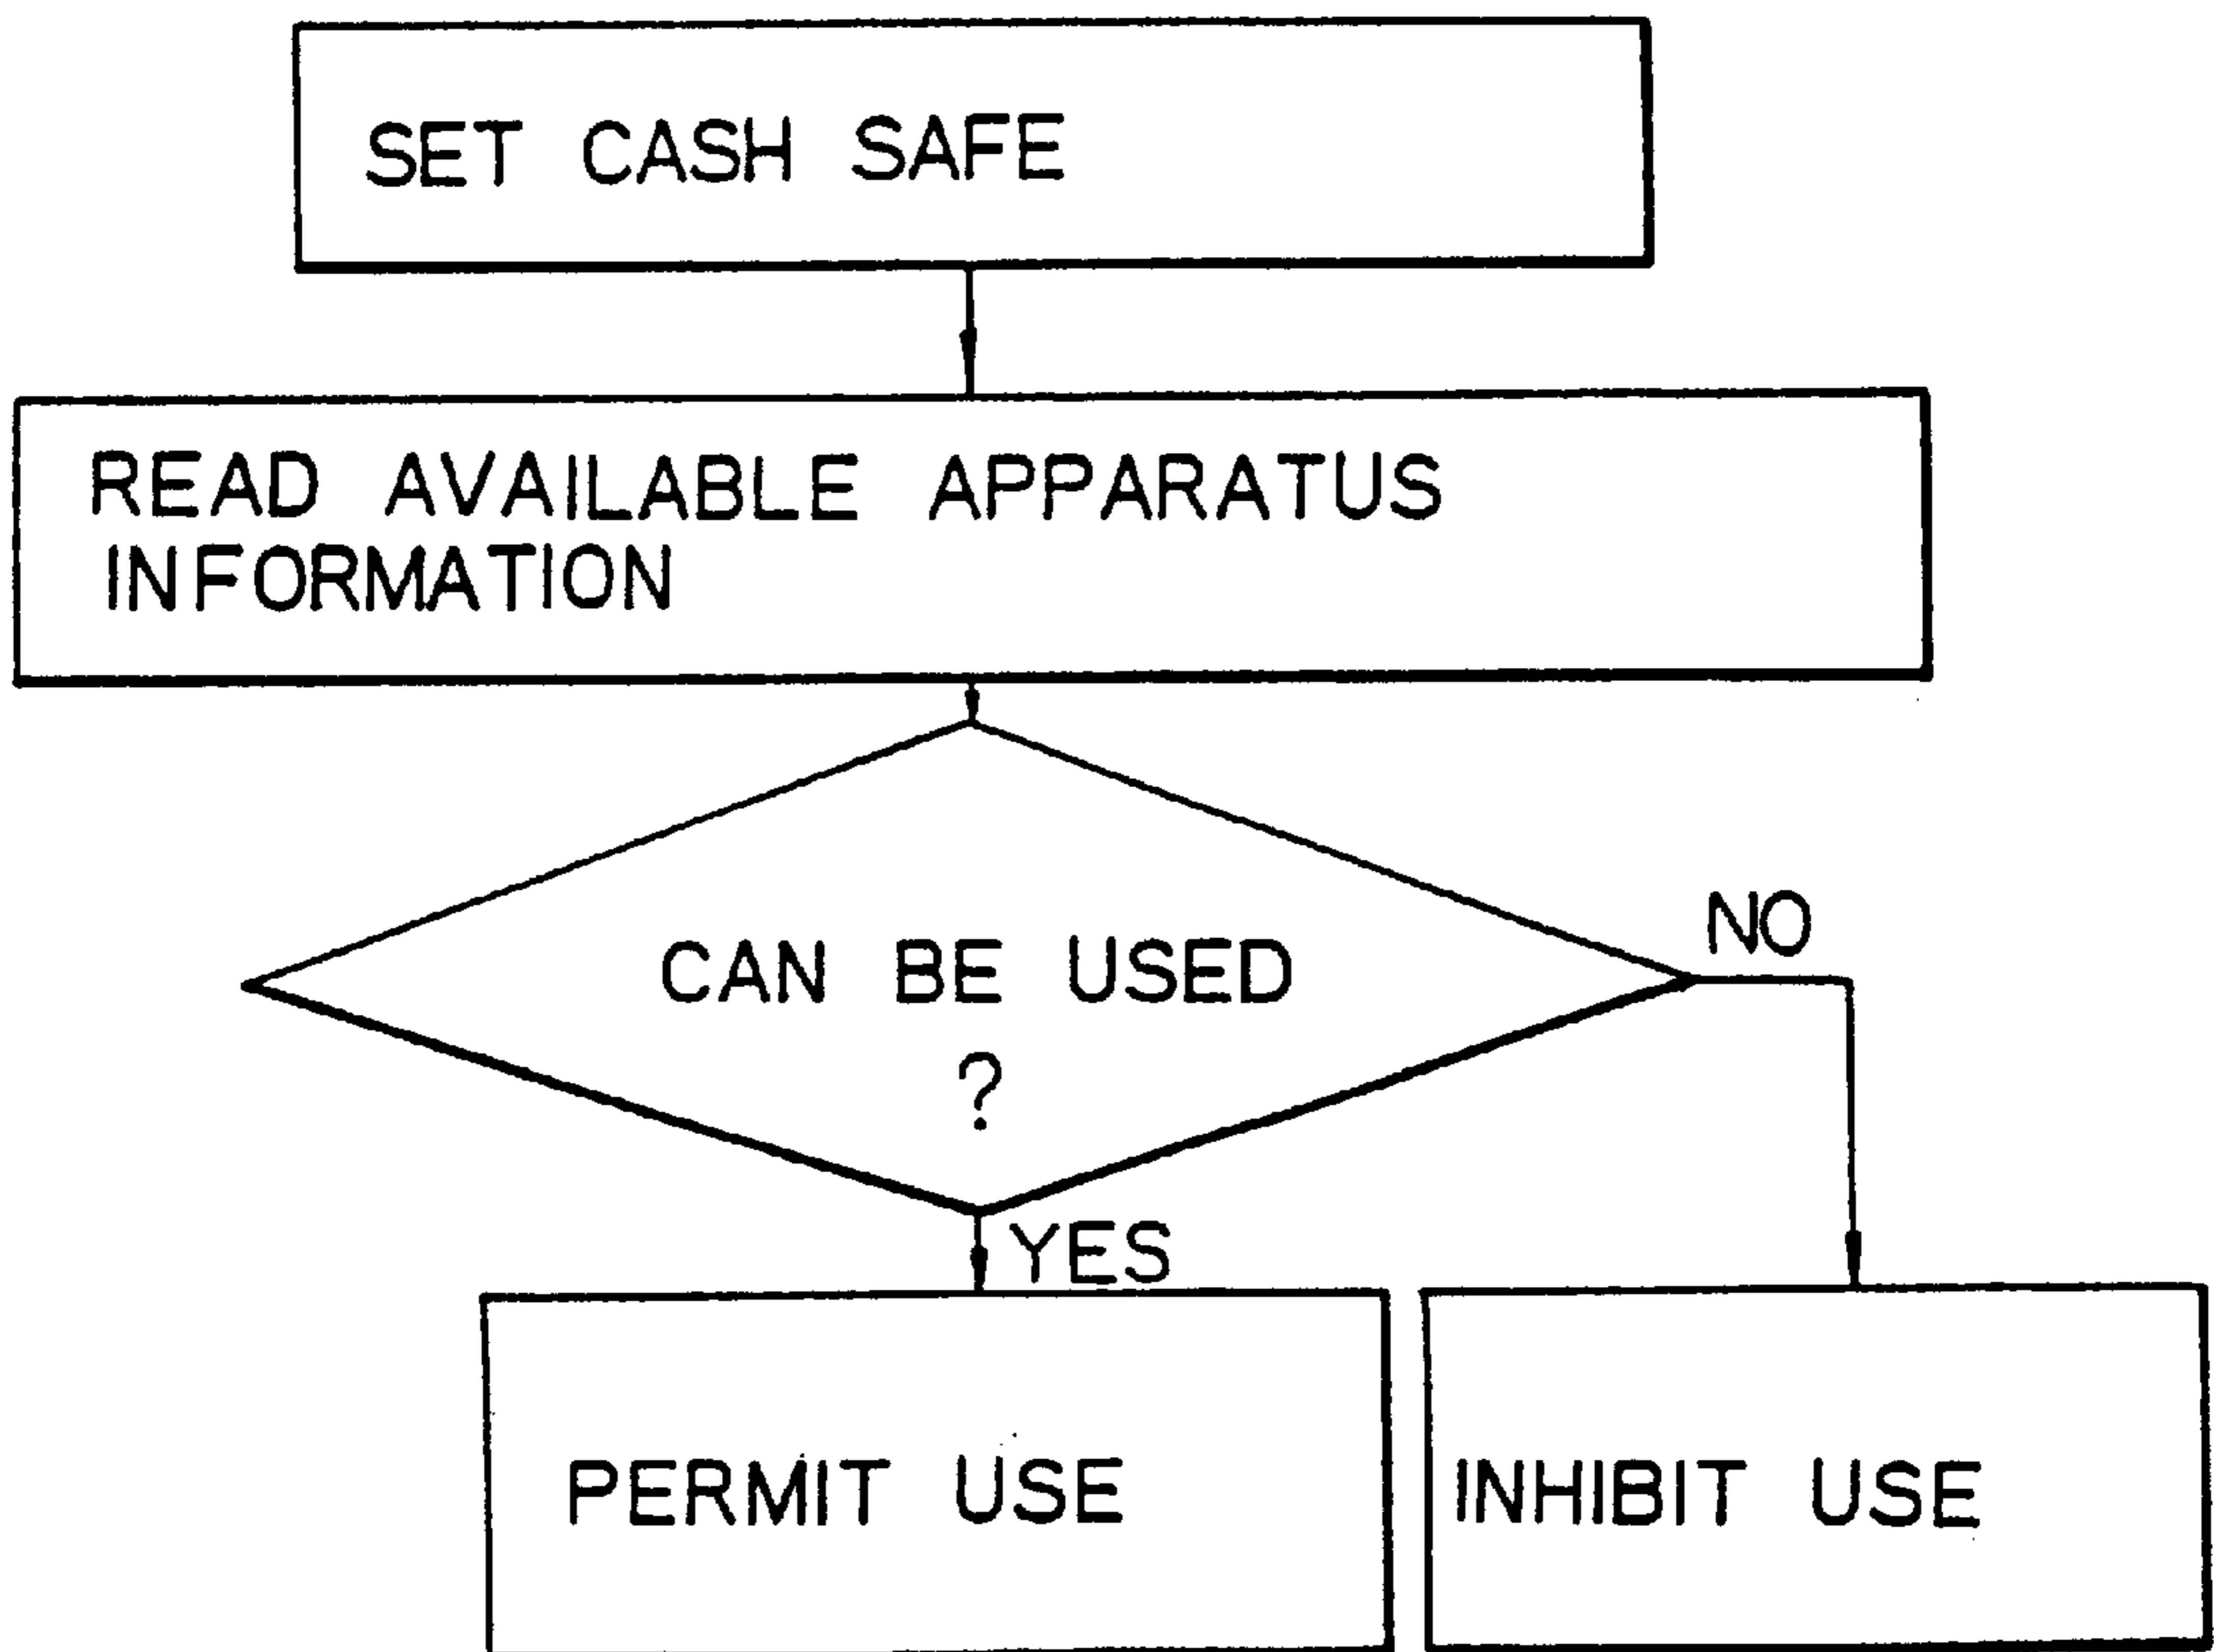 SET CASH SAFE
READ AVAILABLE APPARATUS
INFORMATION
CAN BE USED
?
NO
YES
PERMIT USE
INHIBIT USE